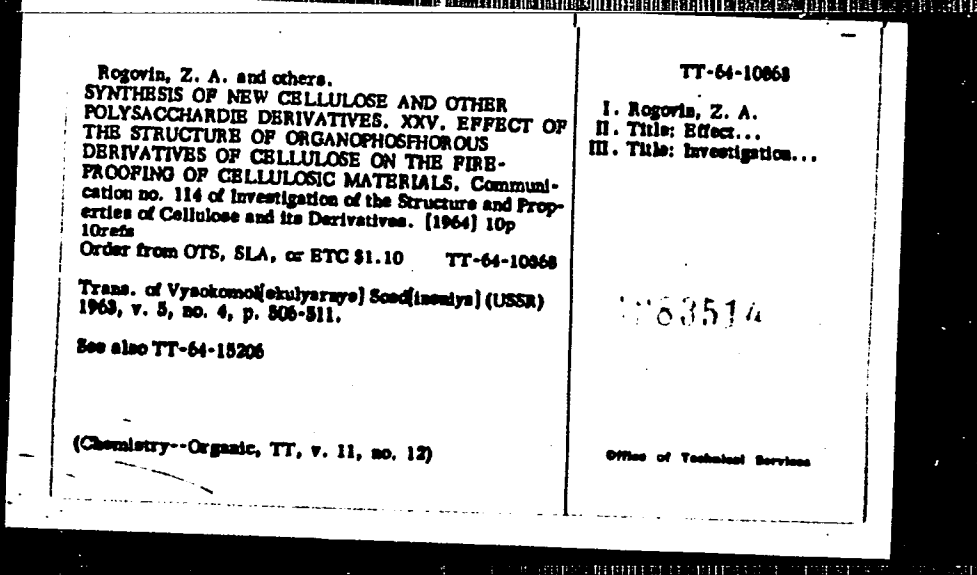 Rogovin, Z. A. and others.
SYNTHESIS OF NEW CELLULOSE AND OTHER
POLYSACCHARDIE DERIVATIVES. XXV. EFFECT OF
THE STRUCTURE OF ORGANOPHOSPHOROUS
DERIVATIVES OF CELLULOSE ON THE FIRE-
PROOFING OF CELLULOSIC MATERIALS. Communi-
cation no. 114 of Investigation of the Structure and Prop-
erties of Cellulose and its Derivatives. [1964] 10p
10refs
Order from OTS, SLA, or ETC $1.10 TT-64-10868
Trans. of Vysokomol[ekulyarnye] Soed[ineniya] (USSR)
1963, v. 5, no. 4, p. 506-511.
See also TT-64-15206
(Chemistry--Organic, TT, v. 11, no. 12)
TT-64-10868
I. Rogovin, Z. A.
II. Title: Effect...
III. Title: Investigation...
63514
Office of Technical Services